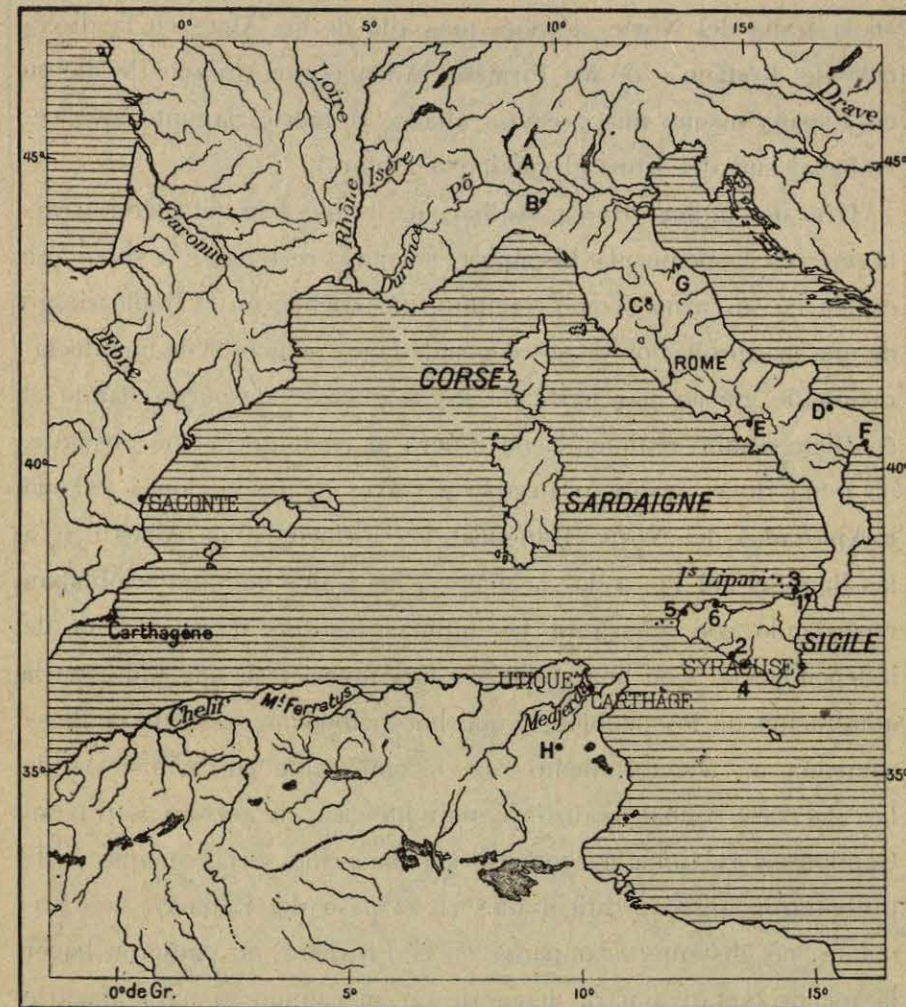 0° 5° 10° 15°
Loire
Drave
45° 45°
A
Isère
Pô
B
Rhône
Garonne
Durance
G
C
Ebre
ROME
CORSE
D
E
F
40° 40°
SAGONTE
SARDAIGNE
Is. Lipari
3
1
5
6
SICILE
Carthagène
2
SYRACUSE
UTIQUE
4
CARTHAGE
Chelif
Mt. Ferratus
Medjerda
H
35° 35°
0° de Gr. 5° 10° 15°